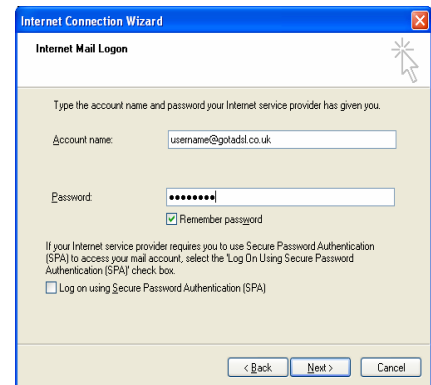 Internet Connection Wizard
Internet Mail Logon
Type the account name and password your Internet service provider has given you.
Account name:
username@gotadsl.co.uk
Password:
●●●●●●●●
Remember password
If your Internet service provider requires you to use Secure Password Authentication
(SPA) to access your mail account, select the 'Log On Using Secure Password
Authentication (SPA)' check box.
Log on using Secure Password Authentication (SPA)
< Back
Next >
Cancel